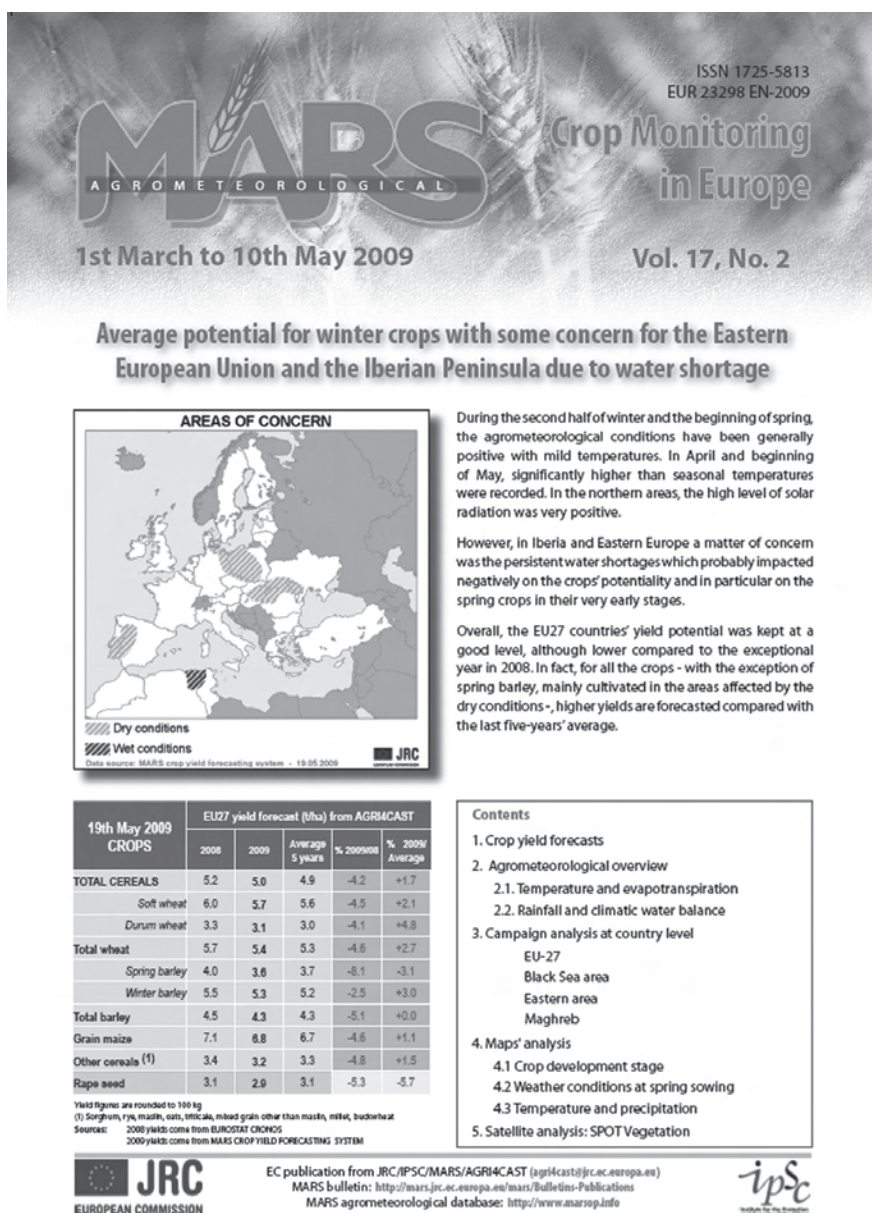 ISSN 1725-5813
EUR 23298 EN-2009
MARS
AGROMETEOROLOGICAL
Crop Monitoring
in Europe
1st March to 10th May 2009
Vol. 17, No. 2
Average potential for winter crops with some concern for the Eastern
European Union and the Iberian Peninsula due to water shortage
AREAS OF CONCERN
Dry conditions
Wet conditions
Data source: MARS crop yield forecasting system - 19.05.2009
JRC
EUROPEAN COMMISSION
During the second half of winter and the beginning of spring,
the agrometeorological conditions have been generally
positive with mild temperatures. In April and beginning
of May, significantly higher than seasonal temperatures
were recorded. In the northern areas, the high level of solar
radiation was very positive.
However, in Iberia and Eastern Europe a matter of concern
was the persistent water shortages which probably impacted
negatively on the crops' potentiality and in particular on the
spring crops in their very early stages.
Overall, the EU27 countries' yield potential was kept at a
good level, although lower compared to the exceptional
year in 2008. In fact, for all the crops - with the exception of
spring barley, mainly cultivated in the areas affected by the
dry conditions -, higher yields are forecasted compared with
the last five-years' average.
19th May 2009
CROPS
EU27 yield forecast (t/ha) from AGRI4CAST
2008 2009 Average 5 years % 2009/08 % 2009/ Average
TOTAL CEREALS 5.2 5.0 4.9 -4.2 +1.7
Soft wheat 6.0 5.7 5.6 -4.5 +2.1
Durum wheat 3.3 3.1 3.0 -4.1 +4.8
Total wheat 5.7 5.4 5.3 -4.6 +2.7
Spring barley 4.0 3.6 3.7 -8.1 -3.1
Winter barley 5.5 5.3 5.2 -2.5 +3.0
Total barley 4.5 4.3 4.3 -5.1 +0.0
Grain maize 7.1 6.8 6.7 -4.6 +1.1
Other cereals (1) 3.4 3.2 3.3 -4.8 +1.5
Rape seed 3.1 2.9 3.1 -5.3 -5.7
Yield figures are rounded to 100 kg
(1) Sorghum, rye, maslin, oats, triticale, mixed grain other than maslin, millet, buckwheat
Sources: 2008 yields come from EUROSTAT CRONOS
2009 yields come from MARS CROP YIELD FORECASTING SYSTEM
Contents
1. Crop yield forecasts
2. Agrometeorological overview
2.1. Temperature and evapotranspiration
2.2. Rainfall and climatic water balance
3. Campaign analysis at country level
EU-27
Black Sea area
Eastern area
Maghreb
4. Maps' analysis
4.1 Crop development stage
4.2 Weather conditions at spring sowing
4.3 Temperature and precipitation
5. Satellite analysis: SPOT Vegetation
JRC
EUROPEAN COMMISSION
EC publication from JRC/IPSC/MARS/AGRI4CAST (agri4cast@jrc.ec.europa.eu)
MARS bulletin: http://mars.jrc.ec.europa.eu/mars/Bulletins-Publications
MARS agrometeorological database: http://www.marsop.info
ipSc